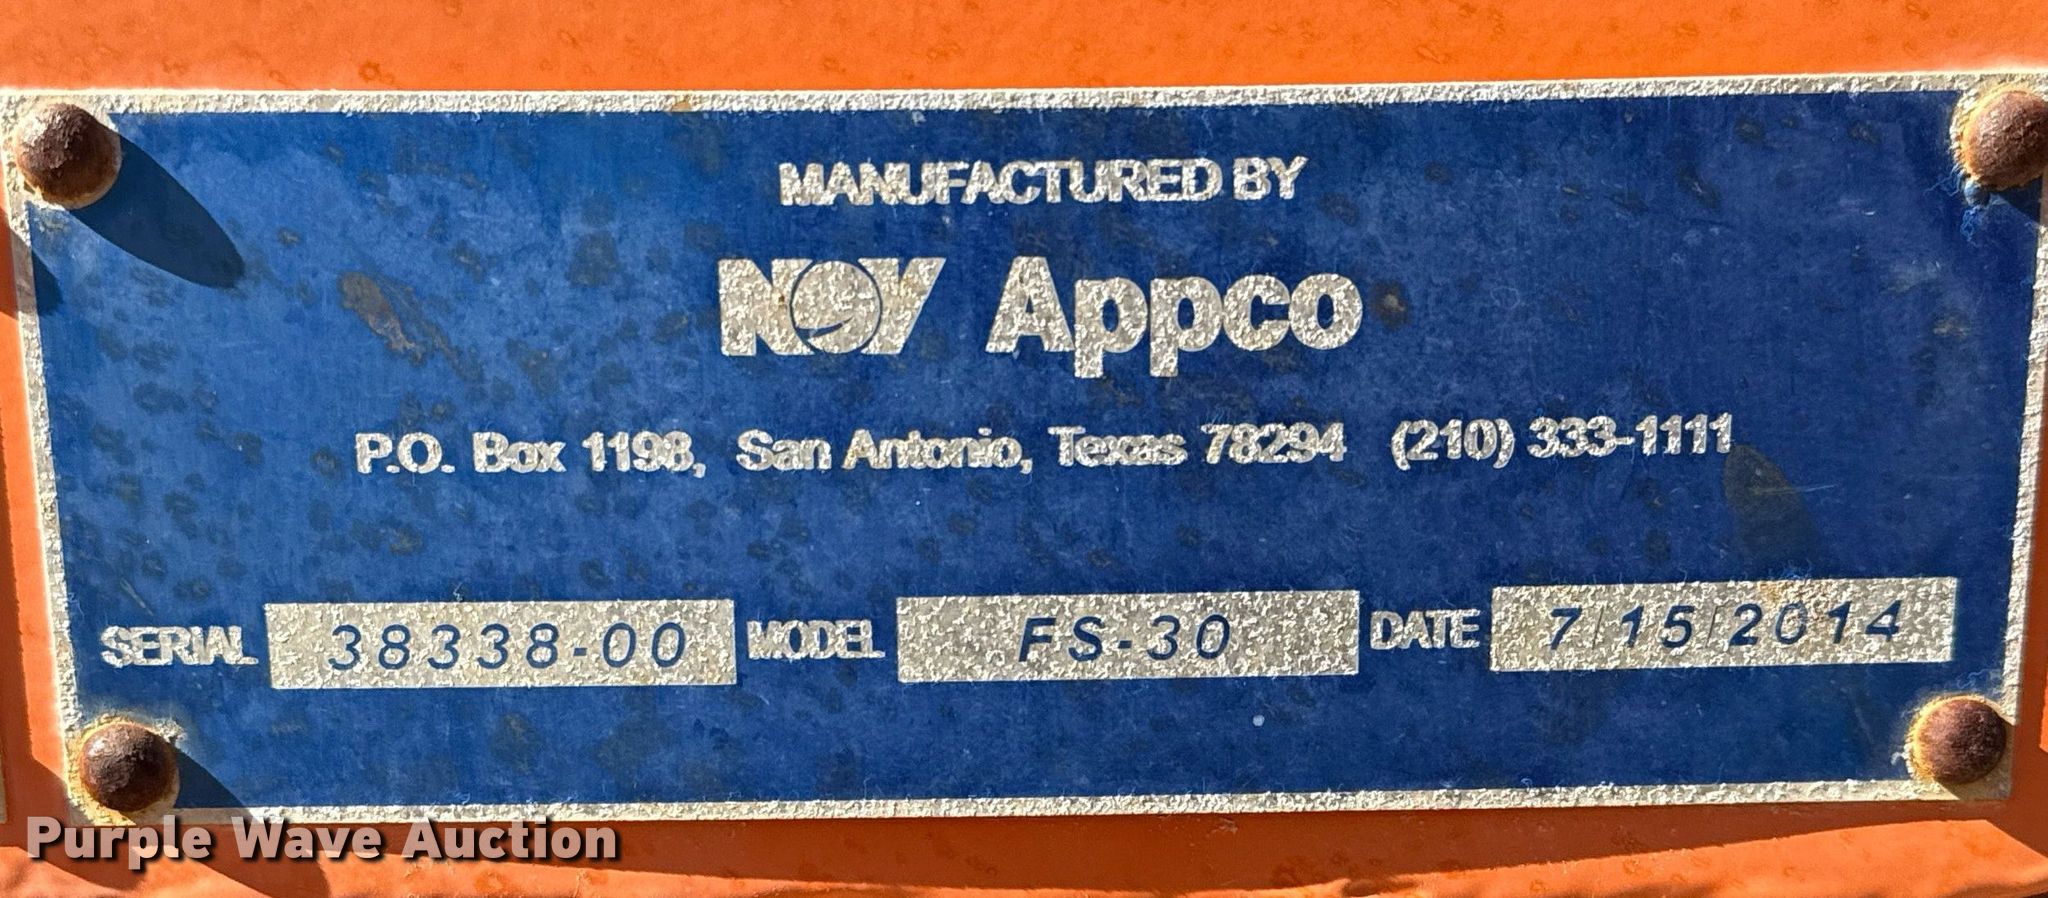 MANUFACTURED BY
NOV Appco
P.O. Box 1198, San Antonio, Texas 78294 (210) 333-1111
SERIAL 38338-00 MODEL FS-30 DATE 7/15/2014
Purple Wave Auction